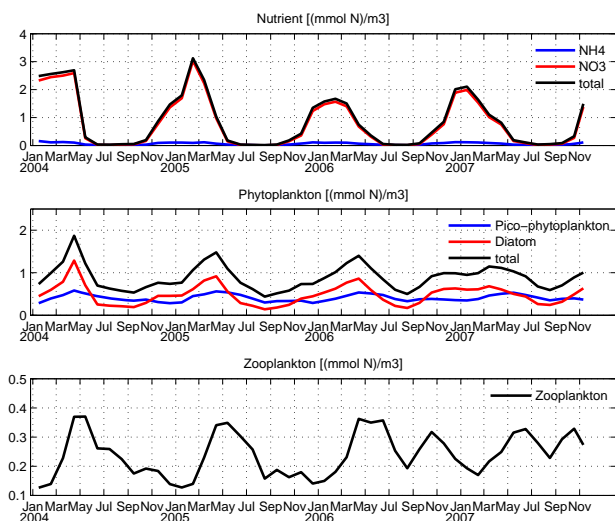 Nutrient [(mmol N)/m3]
4
3
2
1
0
NH4
NO3
total
Jan Mar May Jul Sep Nov Jan Mar May Jul Sep Nov Jan Mar May Jul Sep Nov Jan Mar May Jul Sep Nov
2004 2005 2006 2007
Phytoplankton [(mmol N)/m3]
2
1
0
Pico-phytoplankton
Diatom
total
Jan Mar May Jul Sep Nov Jan Mar May Jul Sep Nov Jan Mar May Jul Sep Nov Jan Mar May Jul Sep Nov
2004 2005 2006 2007
Zooplankton [(mmol N)/m3]
0.5
0.4
0.3
0.2
0.1
Zooplankton
Jan Mar May Jul Sep Nov Jan Mar May Jul Sep Nov Jan Mar May Jul Sep Nov Jan Mar May Jul Sep Nov
2004 2005 2006 2007